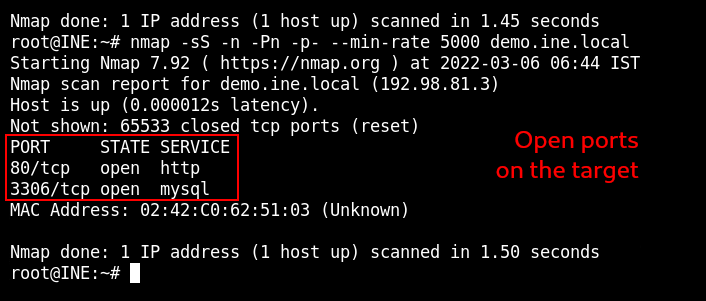 Nmap done: 1 IP address (1 host up) scanned in 1.45 seconds
root@INE:~# nmap -sS -n -Pn -p- --min-rate 5000 demo.ine.local
Starting Nmap 7.92 ( https://nmap.org ) at 2022-03-06 06:44 IST
Nmap scan report for demo.ine.local (192.98.81.3)
Host is up (0.000012s latency).
Not shown: 65533 closed tcp ports (reset)
PORT     STATE SERVICE
80/tcp   open  http
3306/tcp open  mysql
MAC Address: 02:42:C0:62:51:03 (Unknown)
Open ports
on the target
Nmap done: 1 IP address (1 host up) scanned in 1.50 seconds
root@INE:~#